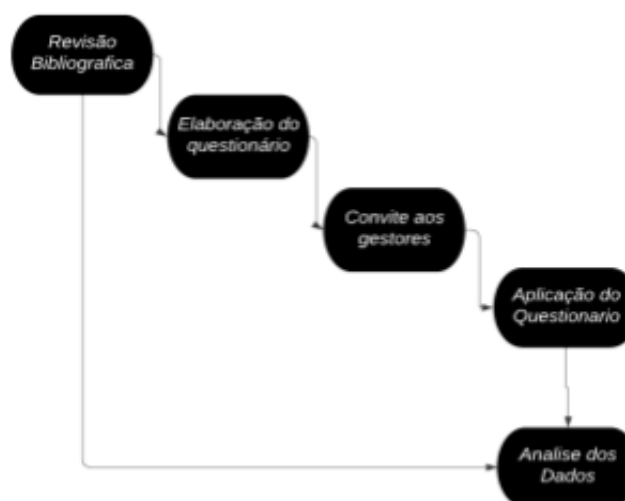 Revisão
Bibliografica
Elaboração do
questionário
Convite aos
gestores
Aplicação do
Questionario
Analise dos
Dados